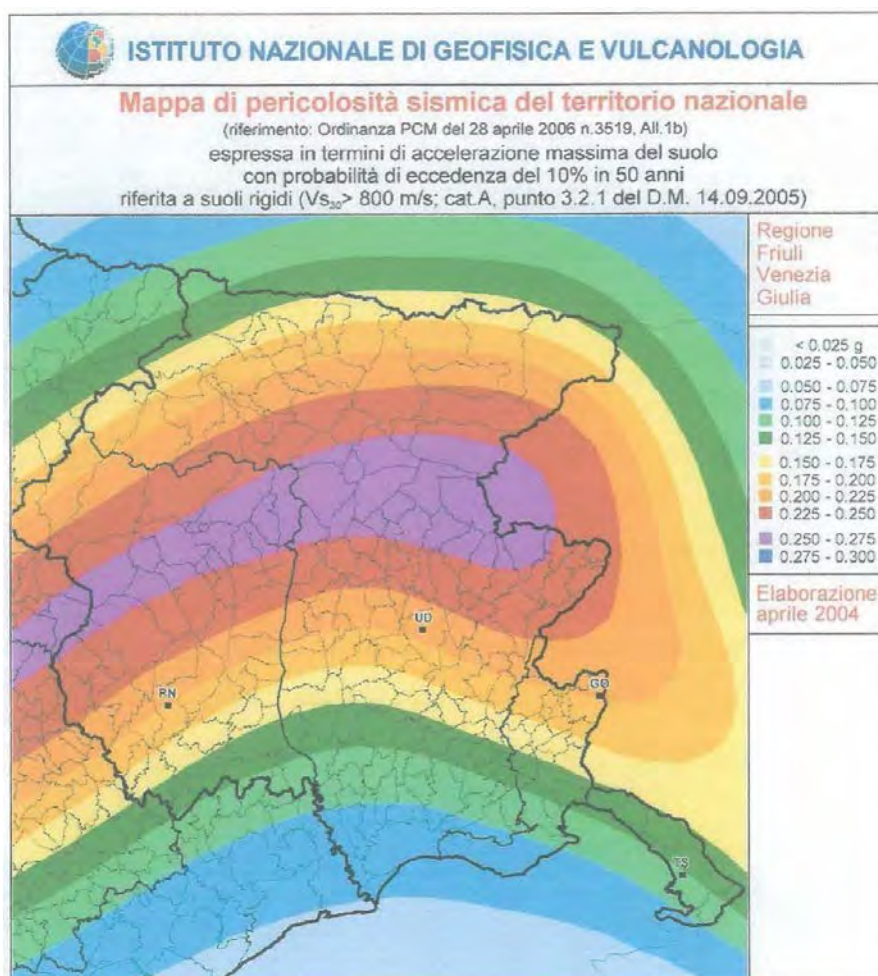 ISTITUTO NAZIONALE DI GEOFISICA E VULCANOLOGIA
Mappa di pericolosità sismica del territorio nazionale
(riferimento: Ordinanza PCM del 28 aprile 2006 n.3519, All.1b)
espressa in termini di accelerazione massima del suolo
con probabilità di eccedenza del 10% in 50 anni
riferita a suoli rigidi (Vs₃₀> 800 m/s; cat.A, punto 3.2.1 del D.M. 14.09.2005)
Regione
Friuli
Venezia
Giulia
< 0.025 g
0.025 - 0.050
0.050 - 0.075
0.075 - 0.100
0.100 - 0.125
0.125 - 0.150
0.150 - 0.175
0.175 - 0.200
0.200 - 0.225
0.225 - 0.250
0.250 - 0.275
0.275 - 0.300
Elaborazione
aprile 2004
UD
PN
GO
TS